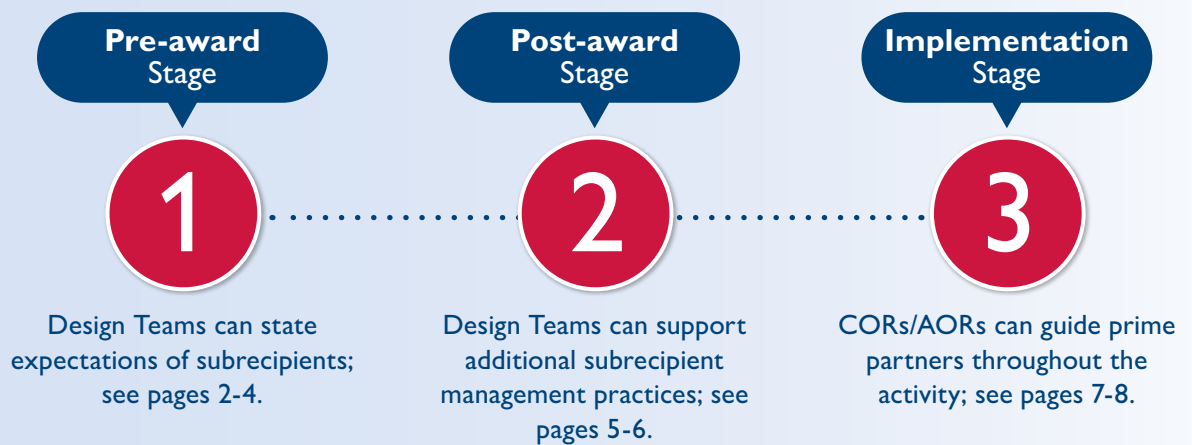 Pre-award
Stage
1
Design Teams can state
expectations of subrecipients;
see pages 2-4.
Post-award
Stage
2
Design Teams can support
additional subrecipient
management practices; see
pages 5-6.
Implementation
Stage
3
CORs/AORs can guide prime
partners throughout the
activity; see pages 7-8.